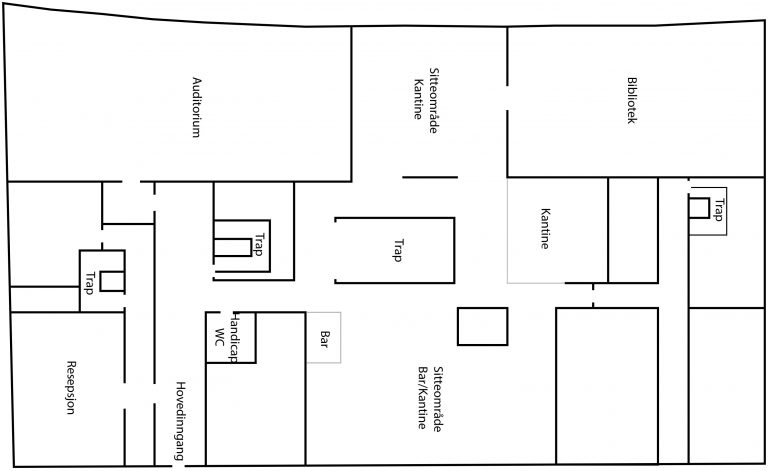 Auditorium
Sitteområde
Kantine
Bibliotek
Trap
Trap
Trap
Kantine
Trap
Resepsjon
Hovedinngang
Handicap
WC
Bar
Sitteområde
Bar/Kantine